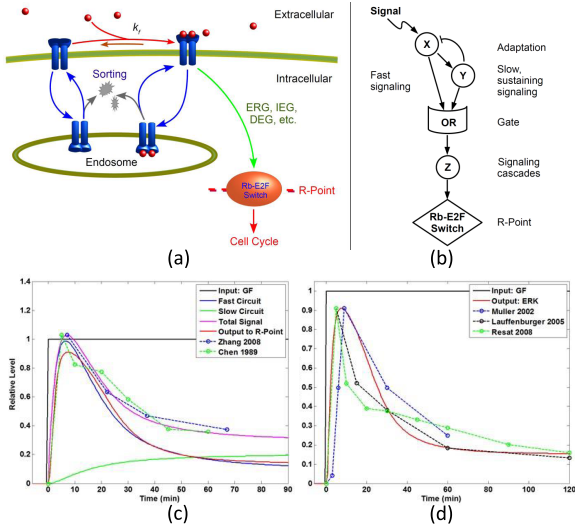 Extracellular
kf
Intracellular
Sorting
ERG, IEG,
DEG, etc.
Endosome
Rb-E2F
Switch
R-Point
Cell Cycle
(a)
Signal
X
Adaptation
Y
Fast
signaling
Slow,
sustaining
signaling
OR
Gate
Z
Signaling
cascades
Rb-E2F
Switch
R-Point
(b)
1.4
1.2
1
0.8
0.6
0.4
0.2
0
Relative Level
Input: GF
Fast Circuit
Slow Circuit
Total Signal
Output to R-Point
Zhang 2008
Chen 1989
0 10 20 30 40 50 60 70 80 90
Time (min)
(c)
1
0.9
0.8
0.7
0.6
0.5
0.4
0.3
0.2
0.1
0
Input: GF
Output: ERK
Muller 2002
Lauffenburger 2005
Resat 2008
0 20 40 60 80 100 120
Time (min)
(d)